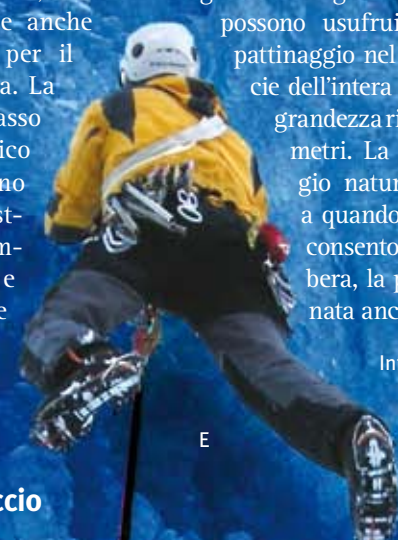 e anche
per il
a. La
asso
ico
no
st-
m-
e
e
ccio
possono usufrui
pattinaggio nel
cie dell'intera
grandezza ri
metri. La
gio natur
a quando
consento
bera, la p
nata anc
Int
E